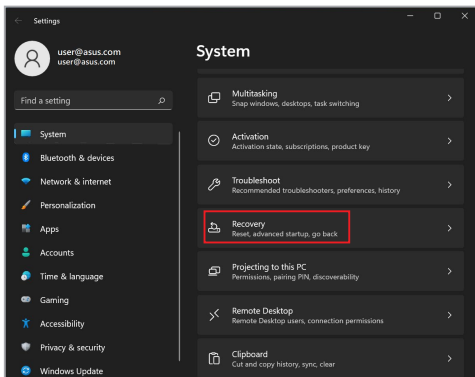 Settings
user@asus.com
user@asus.com
Find a setting
System
Bluetooth & devices
Network & internet
Personalization
Apps
Accounts
Time & language
Gaming
Accessibility
Privacy & security
Windows Update
System
Multitasking
Snap windows, desktops, task switching
Activation
Activation state, subscriptions, product key
Troubleshoot
Recommended troubleshooters, preferences, history
Recovery
Reset, advanced startup, go back
Projecting to this PC
Permissions, pairing PIN, discoverability
Remote Desktop
Remote Desktop users, connection permissions
Clipboard
Cut and copy history, sync, clear